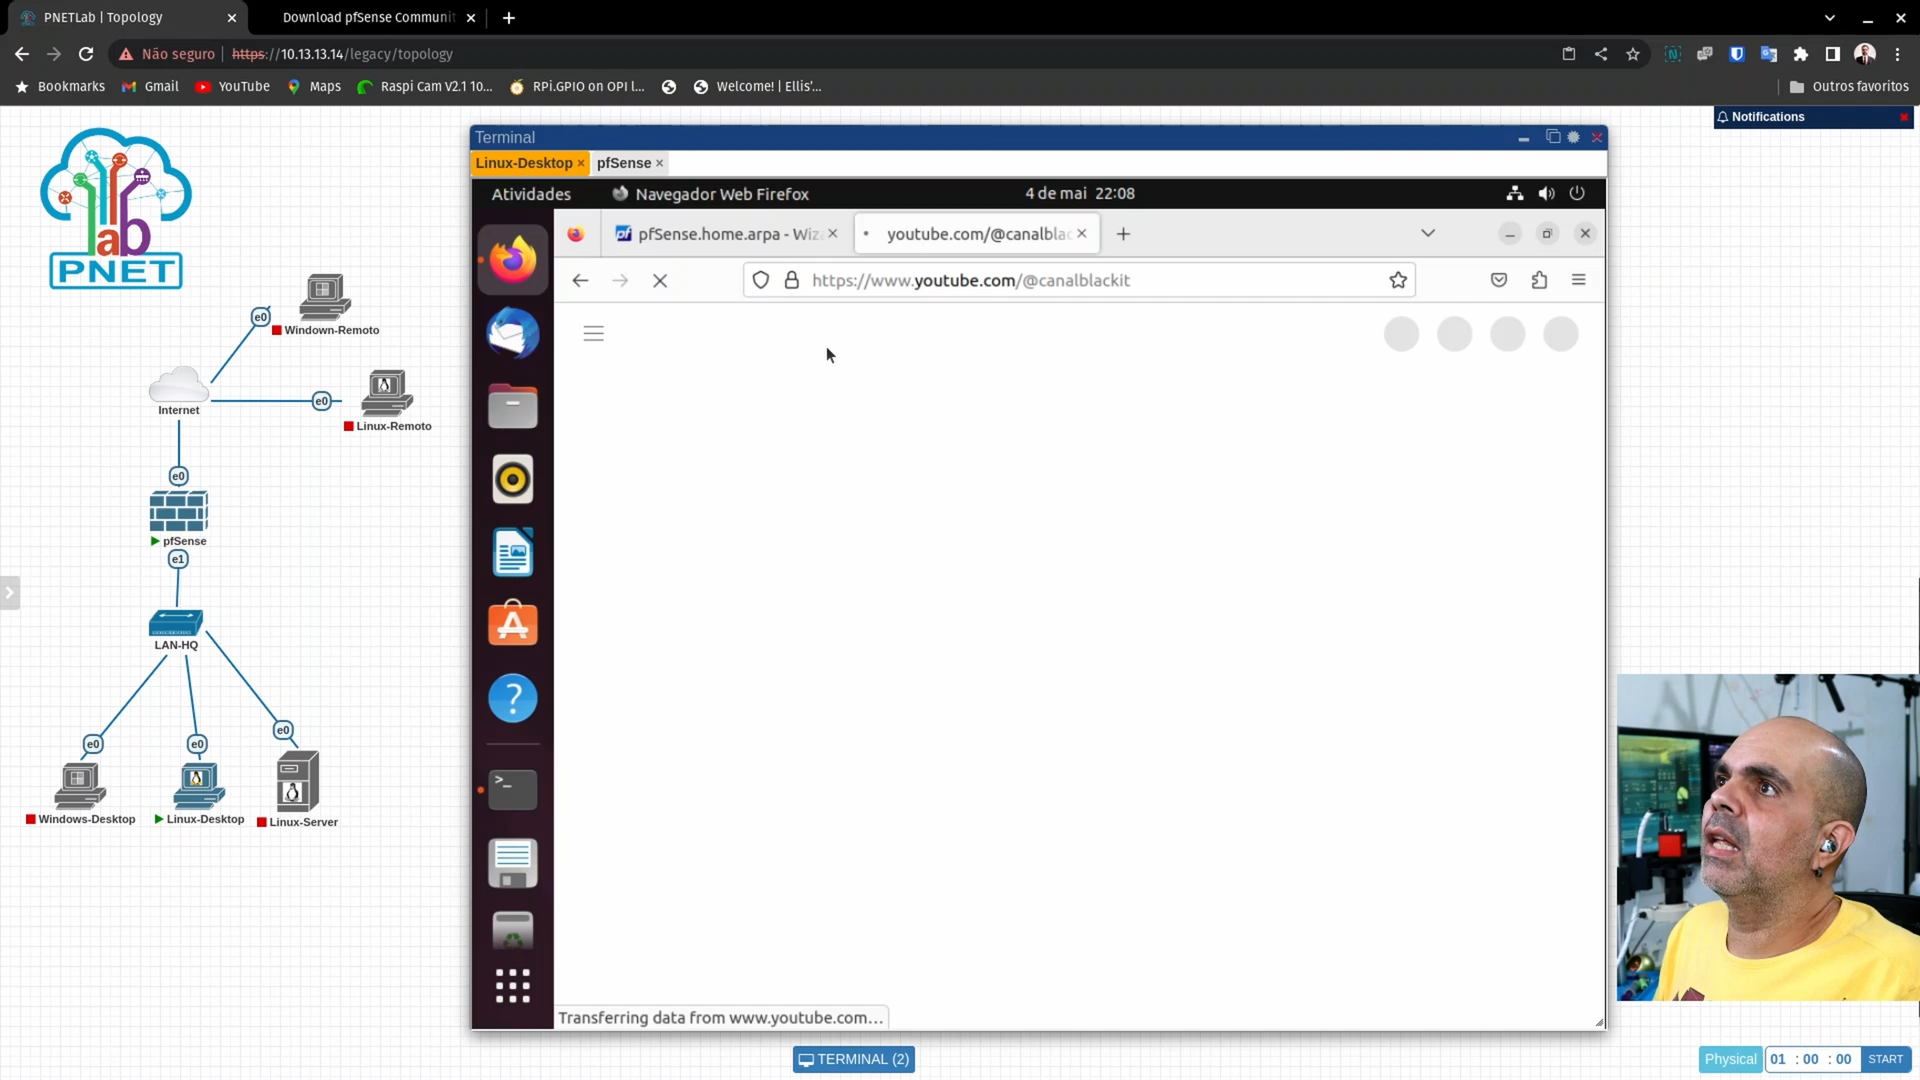 PNETLab | Topology
Download pfSense Communit
Não seguro
https://10.13.13.14/legacy/topology
Bookmarks
Gmail
YouTube
Maps
Raspi Cam V2.1 10...
RPi.GPIO on OPI l...
Welcome! | Ellis'...
Outros favoritos
Notifications
lab
PNET
Terminal
Linux-Desktop
pfSense
Atividades
Navegador Web Firefox
4 de mai 22:08
pfSense.home.arpa - Wiza
youtube.com/@canalblac
https://www.youtube.com/@canalblackit
e0
Windown-Remoto
Internet
e0
Linux-Remoto
e0
pfSense
e1
LAN-HQ
e0
e0
e0
Windows-Desktop
Linux-Desktop
Linux-Server
Transferring data from www.youtube.com...
TERMINAL (2)
Physical
01 : 00 : 00
START